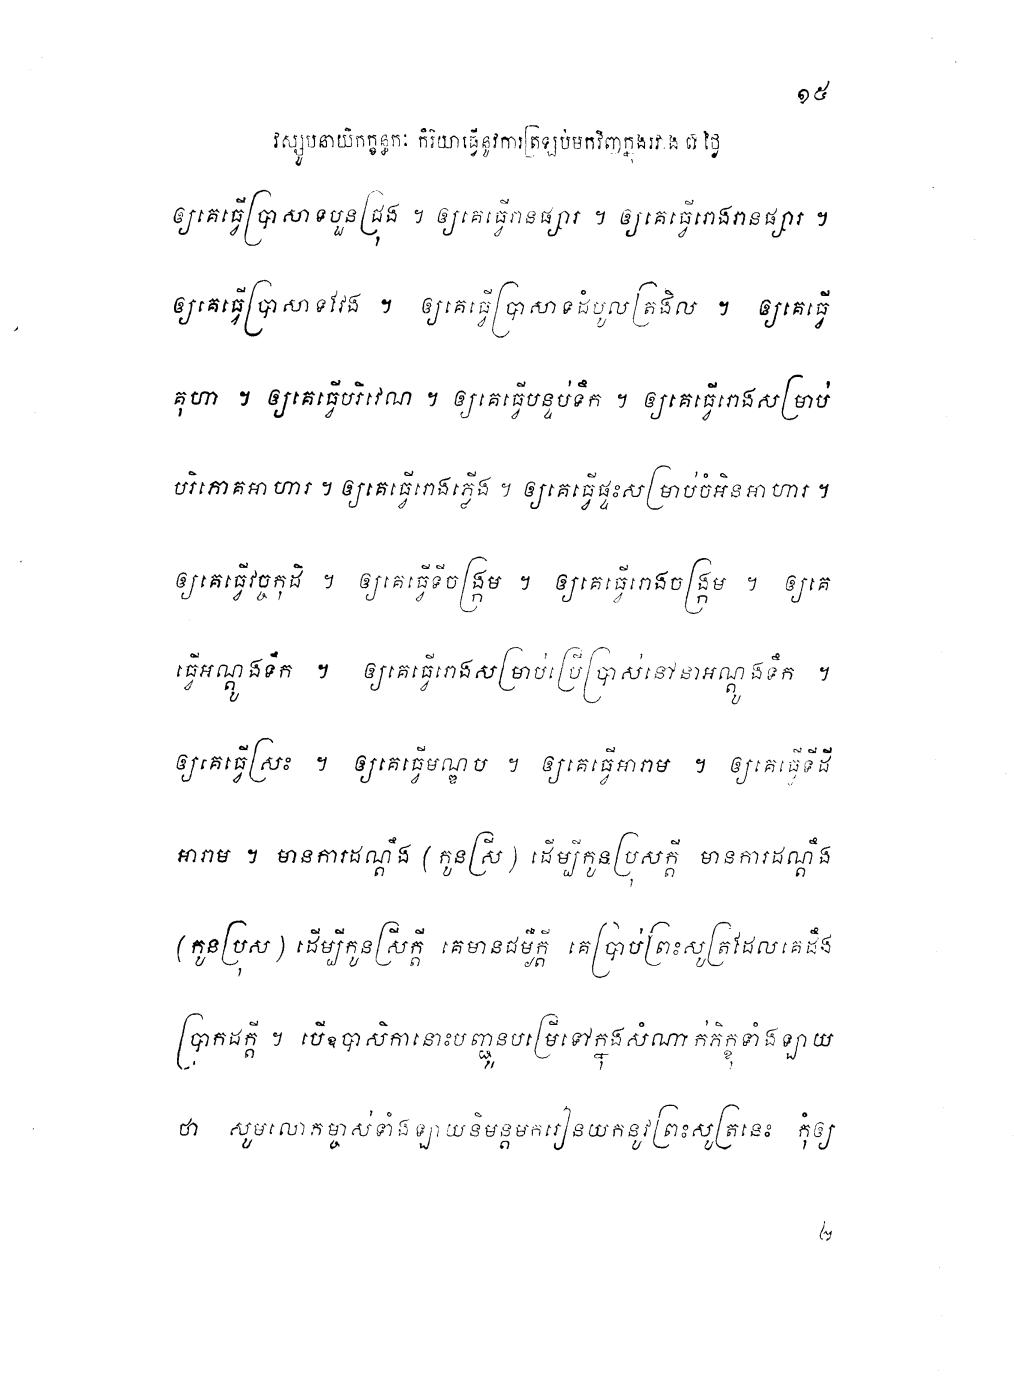 ១៥
វស្សូបនាយិកក្ខន្ធកៈ កិរិយាធ្វើនូវការត្រឡប់មកវិញក្នុងរវាង ៧ ថ្ងៃ
ឲ្យគេធ្វើប្រាសាទបួនជ្រុង ។ ឲ្យគេធ្វើរានផ្សារ ។ ឲ្យគេធ្វើរោងរានផ្សារ ។
ឲ្យគេធ្វើប្រាសាទវែង ។ ឲ្យគេធ្វើប្រាសាទដំបូលត្រងិល ។ ឲ្យគេធ្វើ
គុហា ។ ឲ្យគេធ្វើបរិវេណ ។ ឲ្យគេធ្វើបន្ទប់ទឹក ។ ឲ្យគេធ្វើរោងសម្រាប់
បរិភោគអាហារ ។ ឲ្យគេធ្វើរោងភ្លើង ។ ឲ្យគេធ្វើផ្ទះសម្រាប់ចំអិនអាហារ ។
ឲ្យគេធ្វើវច្ចកុដិ ។ ឲ្យគេធ្វើទីចង្ក្រម ។ ឲ្យគេធ្វើរោងចង្ក្រម ។ ឲ្យគេ
ធ្វើអណ្តូងទឹក ។ ឲ្យគេធ្វើរោងសម្រាប់ប្រើប្រាស់នៅនាអណ្តូងទឹក ។
ឲ្យគេធ្វើស្រះ ។ ឲ្យគេធ្វើមណ្ឌប ។ ឲ្យគេធ្វើអារាម ។ ឲ្យគេធ្វើទីដី
អារាម ។ មានការដណ្តឹង (កូនស្រី) ដើម្បីកូនប្រុសក្តី មានការដណ្តឹង
(កូនប្រុស) ដើម្បីកូនស្រីក្តី គេមានជម្ងឺក្តី គេប្រាប់ព្រះសូត្រដែលគេដឹង
ប្រាកដក្តី ។ បើឧបាសិកានោះបញ្ជូនបម្រើទៅក្នុងសំណាក់ភិក្ខុទាំងឡាយ
ថា សូមលោកម្ចាស់ទាំងឡាយនិមន្តមករៀនយកនូវព្រះសូត្រនេះ កុំឲ្យ
២